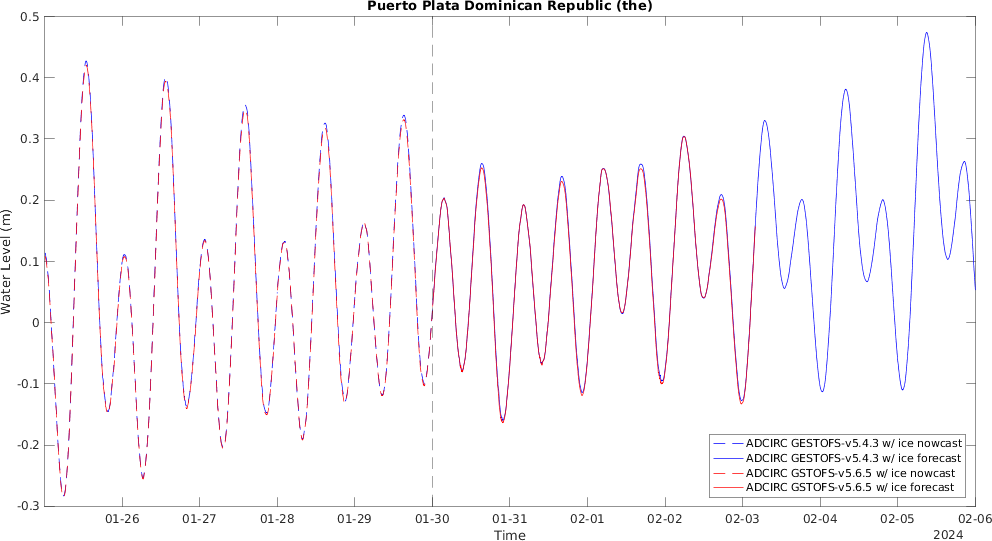 Puerto Plata Dominican Republic (the)
0.5
0.4
0.3
0.2
0.1
0
-0.1
-0.2
-0.3
Water Level (m)
ADCIRC GESTOFS-v5.4.3 w/ ice nowcast
ADCIRC GESTOFS-v5.4.3 w/ ice forecast
ADCIRC GSTOFS-v5.6.5 w/ ice nowcast
ADCIRC GSTOFS-v5.6.5 w/ ice forecast
01-26 01-27 01-28 01-29 01-30 01-31 02-01 02-02 02-03 02-04 02-05 02-06
Time
2024